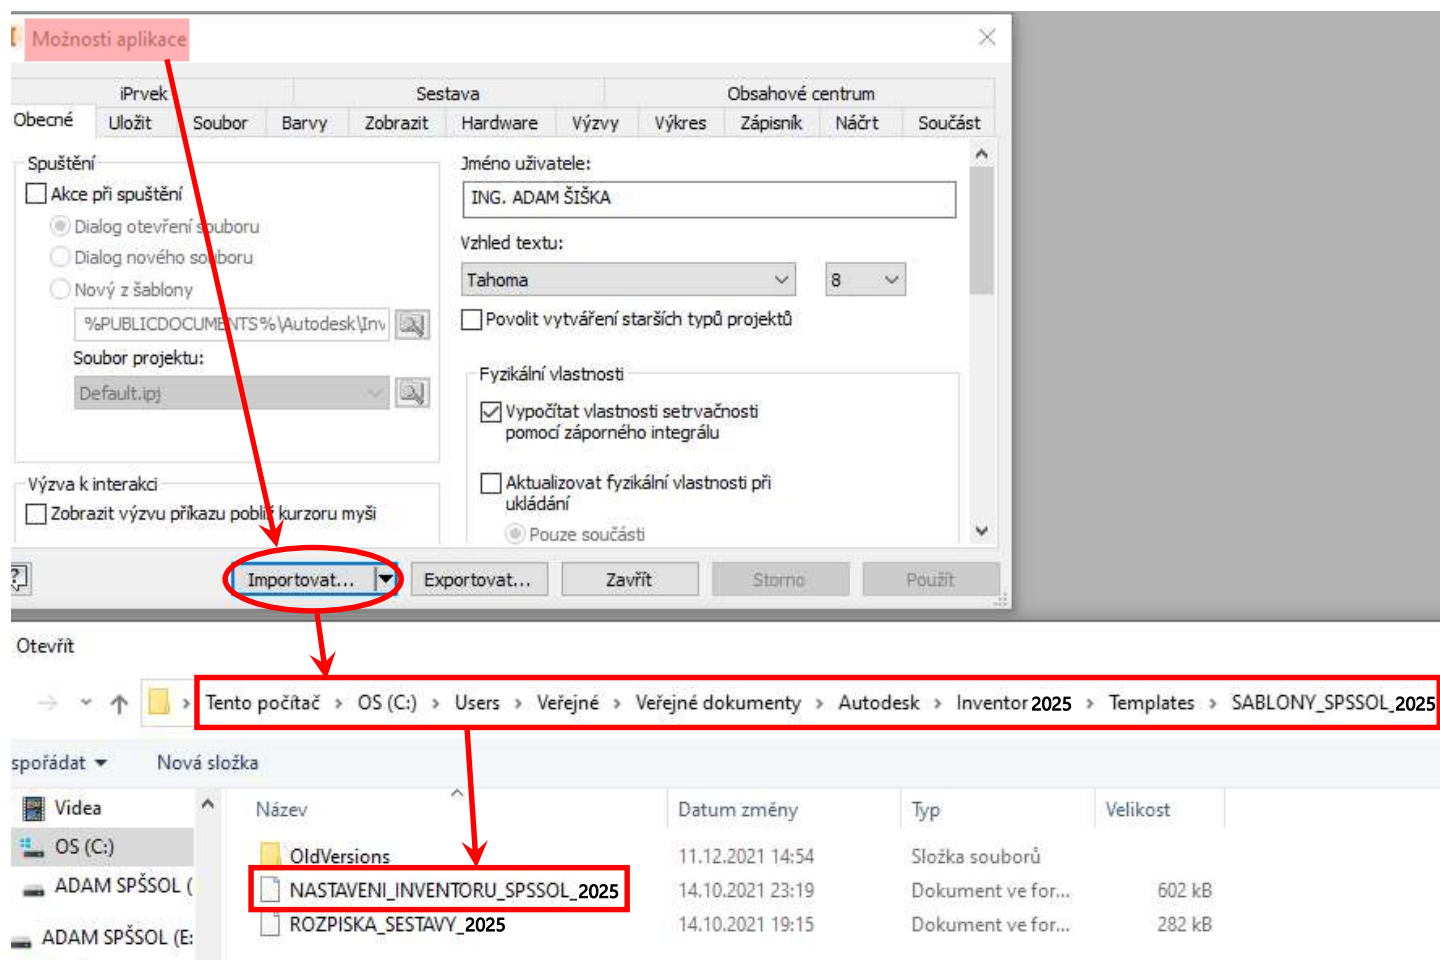 Možnosti aplikace
iPrvek Sestava Obsahové centrum
Obecné Uložit Soubor Barvy Zobrazit Hardware Výzvy Výkres Zápisník Náčrt Součást
Spuštění
Akce při spuštění
Dialog otevření souboru
Dialog nového souboru
Nový z šablony
%PUBLICDOCUMENTS%\Autodesk\Inv
Soubor projektu:
Default.ipj
Výzva k interakci
Zobrazit výzvu příkazu poblíž kurzoru myši
Jméno uživatele:
ING. ADAM ŠIŠKA
Vzhled textu:
Tahoma 8
Povolit vytváření starších typů projektů
Fyzikální vlastnosti
Vypočítat vlastnosti setrvačnosti
pomocí záporného integrálu
Aktualizovat fyzikální vlastnosti při
ukládání
Pouze součásti
? Importovat... Exportovat... Zavřít Storno Použít
Otevřít
Tento počítač > OS (C:) > Users > Veřejné > Veřejné dokumenty > Autodesk > Inventor 2025 > Templates > SABLONY_SPSSOL_2025
spořádat Nová složka
Videa
OS (C:)
ADAM SPŠSOL (
ADAM SPŠSOL (E:
Název Datum změny Typ Velikost
OldVersions 11.12.2021 14:54 Složka souborů
NASTAVENI_INVENTORU_SPSSOL_2025 14.10.2021 23:19 Dokument ve for... 602 kB
ROZPISKA_SESTAVY_2025 14.10.2021 19:15 Dokument ve for... 282 kB